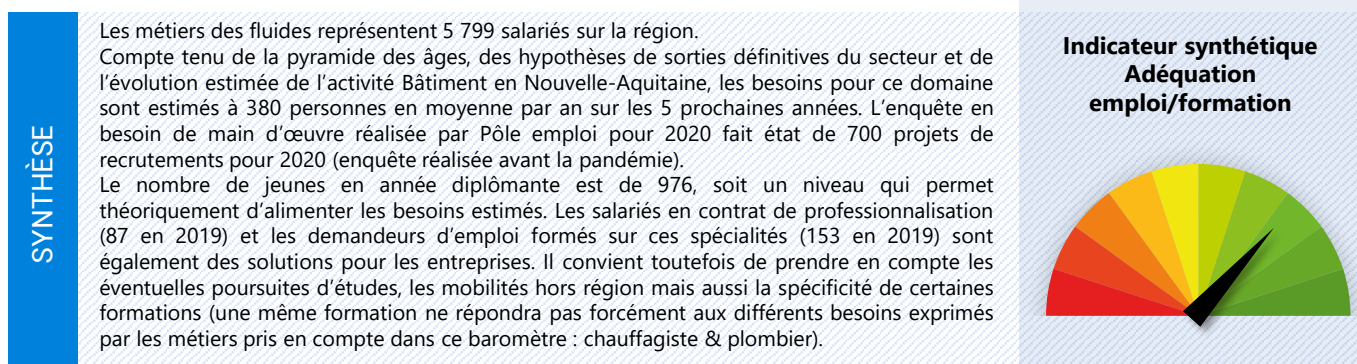 SYNTHÈSE
Les métiers des fluides représentent 5 799 salariés sur la région.
Compte tenu de la pyramide des âges, des hypothèses de sorties définitives du secteur et de
l'évolution estimée de l'activité Bâtiment en Nouvelle-Aquitaine, les besoins pour ce domaine
sont estimés à 380 personnes en moyenne par an sur les 5 prochaines années. L'enquête en
besoin de main d'œuvre réalisée par Pôle emploi pour 2020 fait état de 700 projets de
recrutements pour 2020 (enquête réalisée avant la pandémie).
Le nombre de jeunes en année diplômante est de 976, soit un niveau qui permet
théoriquement d'alimenter les besoins estimés. Les salariés en contrat de professionnalisation
(87 en 2019) et les demandeurs d'emploi formés sur ces spécialités (153 en 2019) sont
également des solutions pour les entreprises. Il convient toutefois de prendre en compte les
éventuelles poursuites d'études, les mobilités hors région mais aussi la spécificité de certaines
formations (une même formation ne répondra pas forcément aux différents besoins exprimés
par les métiers pris en compte dans ce baromètre : chauffagiste & plombier).
Indicateur synthétique
Adéquation
emploi/formation